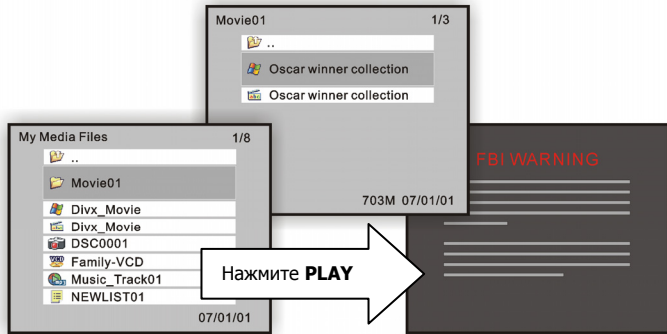 Movie01 1/3
..
Oscar winner collection
Oscar winner collection
703M 07/01/01
My Media Files 1/8
..
Movie01
Divx_Movie
Divx_Movie
DSC0001
Family-VCD
Music_Track01
NEWLIST01
07/01/01
Нажмите PLAY
FBI WARNING